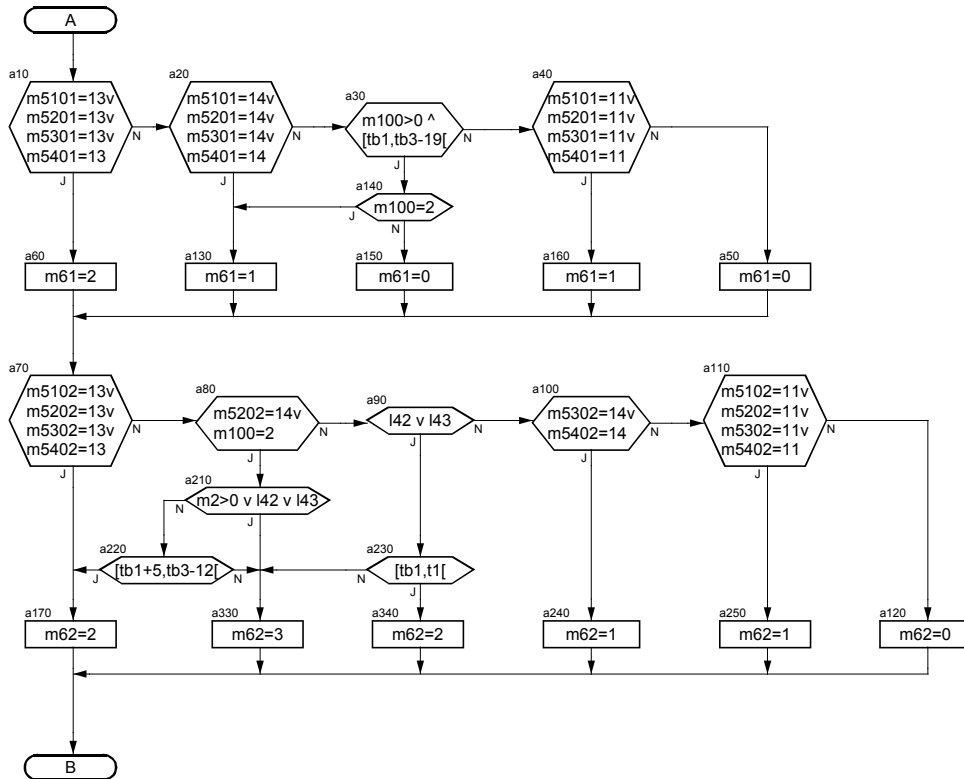 A
a10
m5101=13v
m5201=13v
m5301=13v
m5401=13
N
J
a20
m5101=14v
m5201=14v
m5301=14v
m5401=14
N
J
a30
m100>0 ^
[tb1,tb3-19[
N
J
a40
m5101=11v
m5201=11v
m5301=11v
m5401=11
N
J
a140
m100=2
J
N
a60
m61=2
a130
m61=1
a150
m61=0
a160
m61=1
a50
m61=0
a70
m5102=13v
m5202=13v
m5302=13v
m5402=13
N
J
a80
m5202=14v
m100=2
N
J
a90
l42 v l43
N
J
a100
m5302=14v
m5402=14
N
J
a110
m5102=11v
m5202=11v
m5302=11v
m5402=11
N
J
a210
m2>0 v l42 v l43
N
J
a220
[tb1+5,tb3-12[
J
N
a230
[tb1,t1[
N
J
a170
m62=2
a330
m62=3
a340
m62=2
a240
m62=1
a250
m62=1
a120
m62=0
B